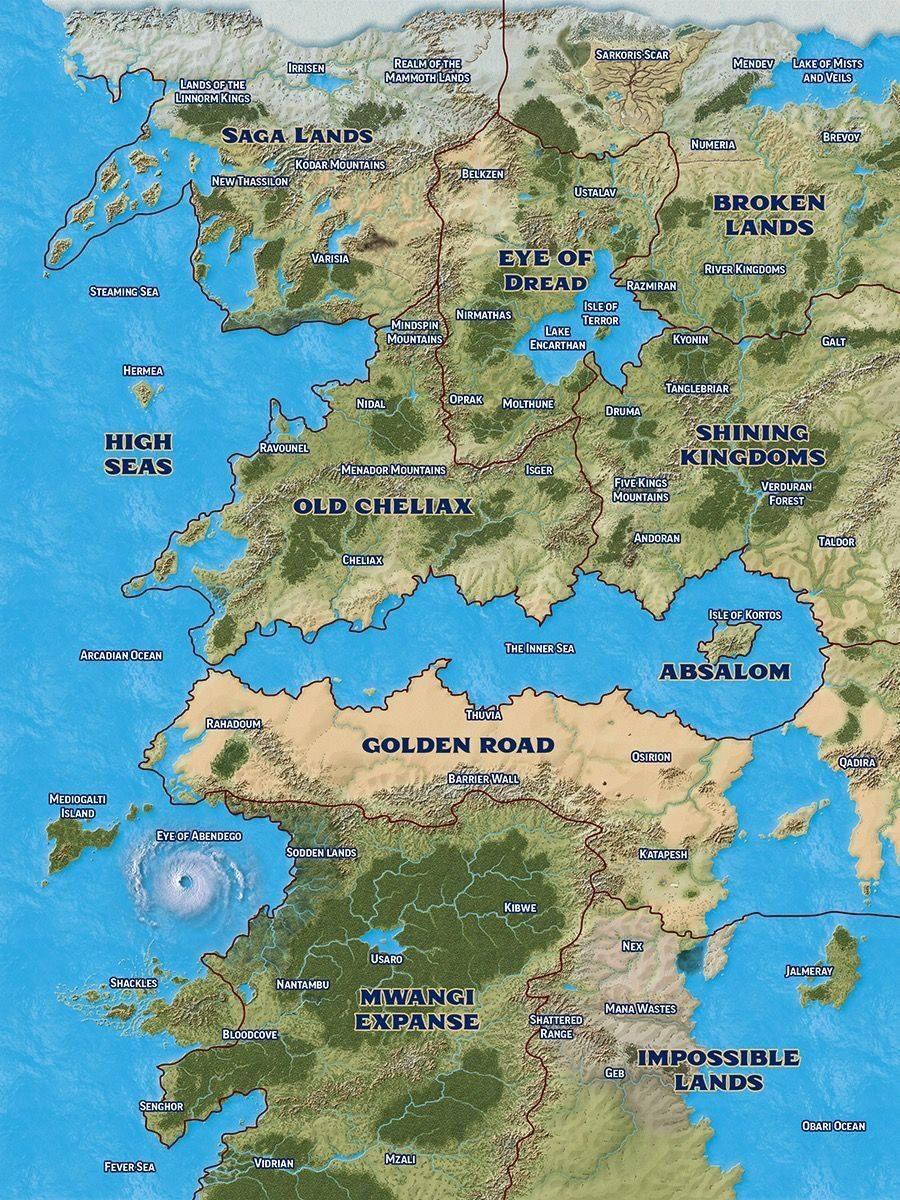 SARKORIS SCAR
IRRISEN
REALM OF THE
MAMMOTH LANDS
MENDEV
LAKE OF MISTS
AND VEILS
LANDS OF THE
LINNORM KINGS
SAGA LANDS
BREVOY
NUMERIA
KODAR MOUNTAINS
NEW THASSILON
BELKZEN
USTALAV
BROKEN
LANDS
VARISIA
EYE OF
DREAD
RIVER KINGDOMS
STEAMING SEA
RAZMIRAN
ISLE OF
TERROR
NIRMATHAS
MINDSPIN
MOUNTAINS
LAKE
ENCARTHAN
KYONIN
GALT
HERMEA
TANGLEBRIAR
NIDAL
OPRAK
MOLTHUNE
DRUMA
HIGH
SEAS
RAVOUNEL
SHINING
KINGDOMS
MENADOR MOUNTAINS
ISGER
FIVE KINGS
MOUNTAINS
VERDURAN
FOREST
OLD CHELIAX
ANDORAN
TALDOR
CHELIAX
ISLE OF KORTOS
ARCADIAN OCEAN
THE INNER SEA
ABSALOM
RAHADOUM
THUVIA
GOLDEN ROAD
OSIRION
QADIRA
BARRIER WALL
MEDIOGALTI
ISLAND
EYE OF ABENDEGO
SODDEN LANDS
KATAPESH
KIBWE
NEX
USARO
JALMERAY
SHACKLES
NANTAMBU
MWANGI
EXPANSE
MANA WASTES
SHATTERED
RANGE
BLOODCOVE
IMPOSSIBLE
LANDS
GEB
SENGHOR
OBARI OCEAN
FEVER SEA
VIDRIAN
MZALI